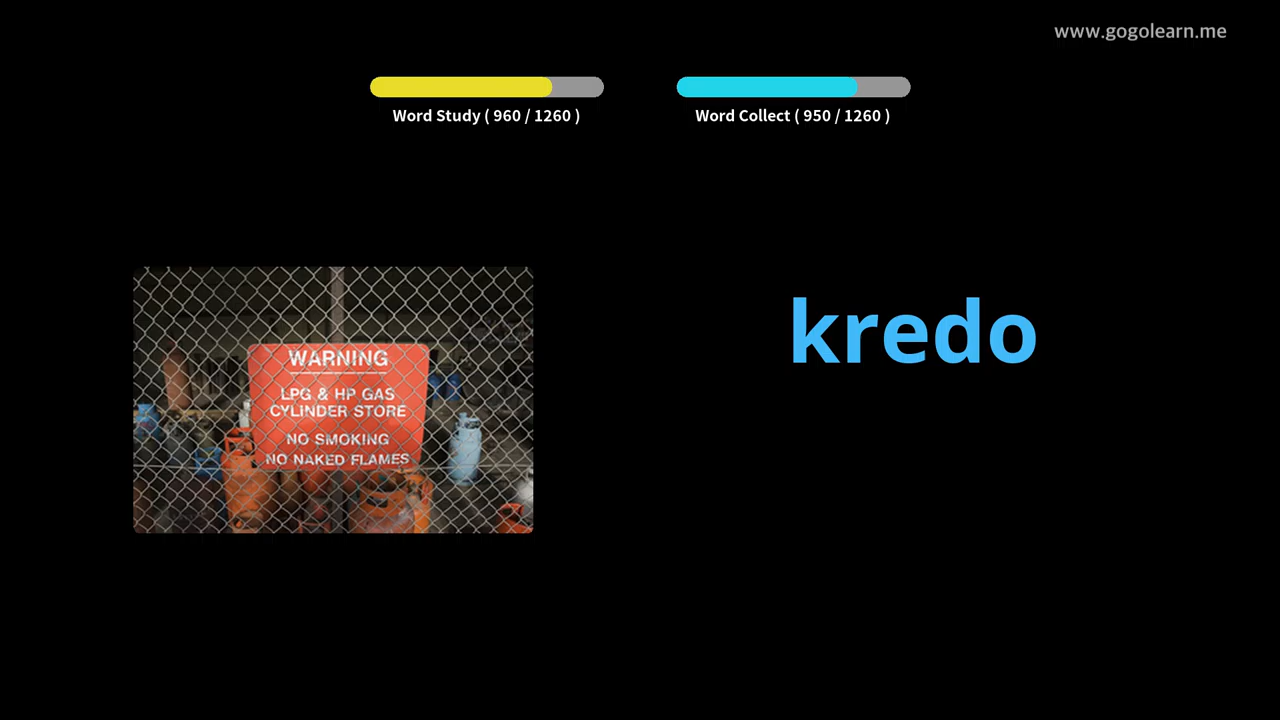 www.gogolearn.me
Word Study ( 960 / 1260 )
Word Collect ( 950 / 1260 )
kredo
WARNING
LPG & HP GAS
CYLINDER STORE
NO SMOKING
NO NAKED FLAMES